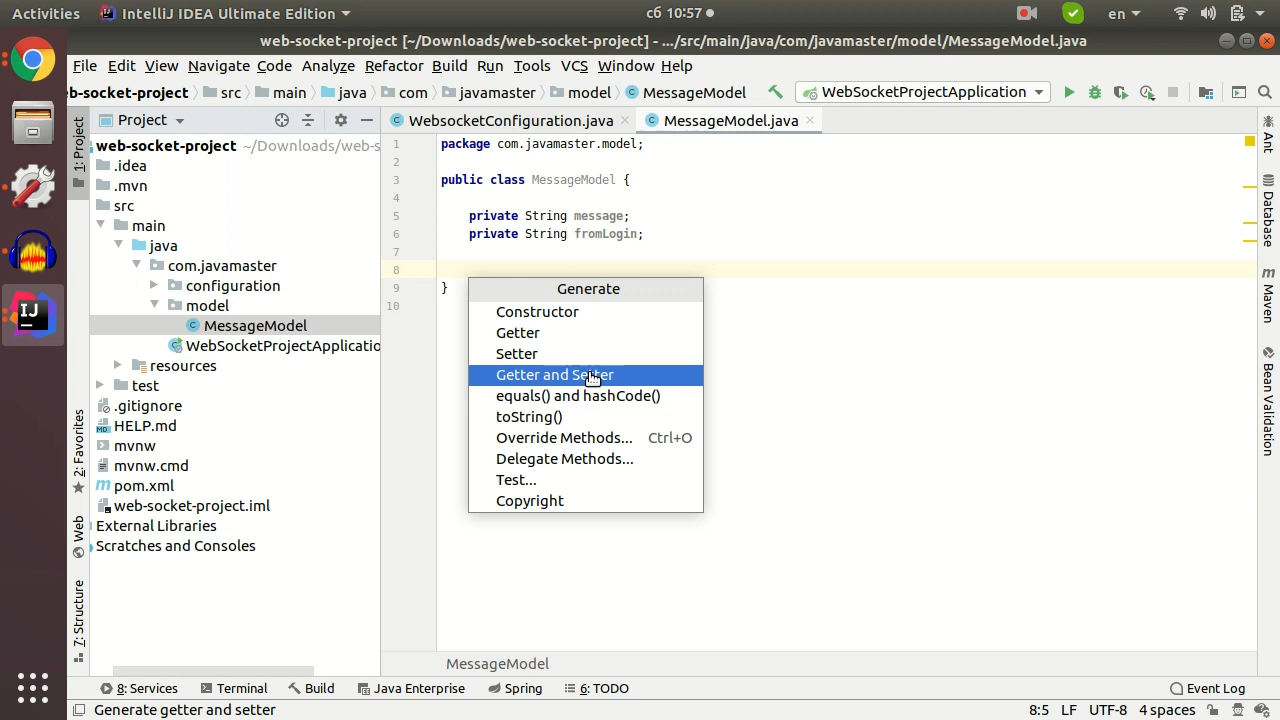 Activities
IntelliJ IDEA Ultimate Edition
сб 10:57
en
web-socket-project [~/Downloads/web-socket-project] - .../src/main/java/com/javamaster/model/MessageModel.java
File Edit View Navigate Code Analyze Refactor Build Run Tools VCS Window Help
b-socket-project src main java com javamaster model MessageModel
WebSocketProjectApplication
1: Project
Project
WebsocketConfiguration.java
MessageModel.java
web-socket-project ~/Downloads/web-s
.idea
.mvn
src
main
java
com.javamaster
configuration
model
MessageModel
WebSocketProjectApplicatio
resources
test
.gitignore
HELP.md
mvnw
mvnw.cmd
pom.xml
web-socket-project.iml
External Libraries
Scratches and Consoles
2: Favorites
Web
7: Structure
1 package com.javamaster.model;
2
3 public class MessageModel {
4
5 private String message;
6 private String fromLogin;
7
8
9 }
10
Generate
Constructor
Getter
Setter
Getter and Setter
equals() and hashCode()
toString()
Override Methods... Ctrl+O
Delegate Methods...
Test...
Copyright
Ant
Database
m
Maven
Bean Validation
MessageModel
8: Services Terminal Build Java Enterprise Spring 6: TODO Event Log
Generate getter and setter
8:5 LF UTF-8 4 spaces